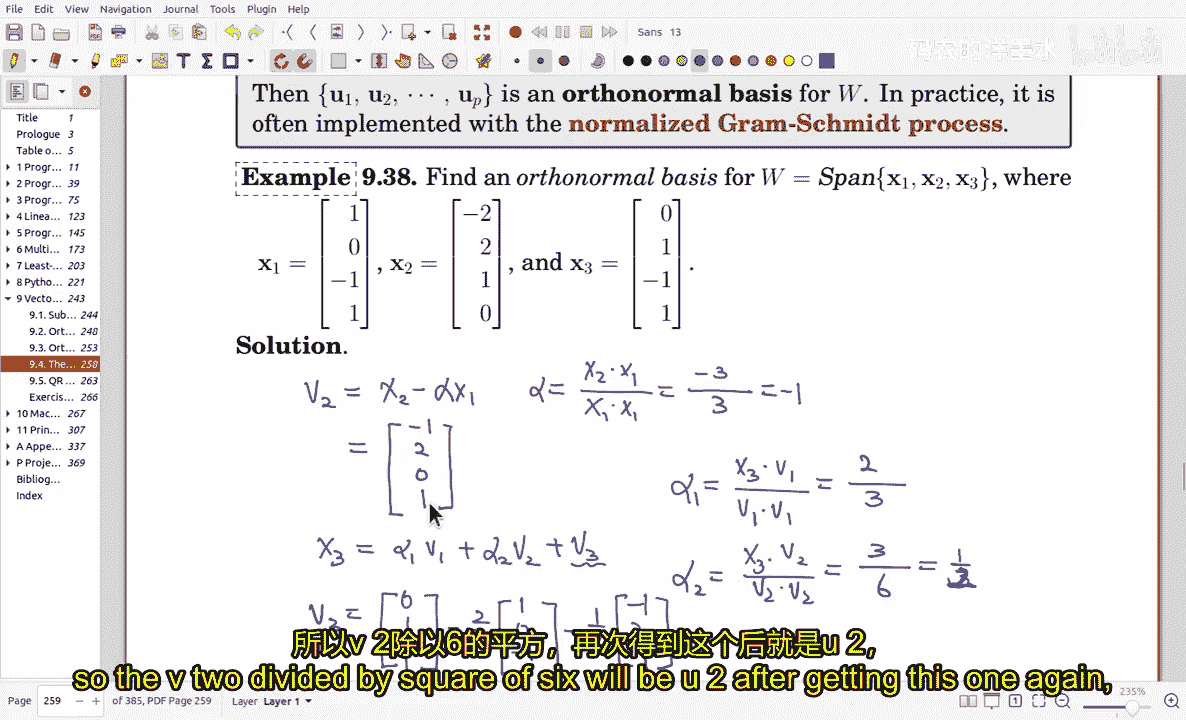 File Edit View Navigation Journal Tools Plugin Help
Sans 13
Title 1
Prologue 3
Table o... 5
1 Progr... 11
2 Progr... 39
3 Progr... 75
4 Linea... 123
5 Progr... 145
6 Multi... 173
7 Least-... 203
8 Pytho... 221
9 Vecto... 243
9.1. Sub... 244
9.2. Ort... 248
9.3. Ort... 253
9.4. The... 258
9.5. QR ... 263
Exercis... 266
10 Mac... 267
11 Prin... 307
A Appe... 337
P Proje... 369
Bibliog...
Index
Then {u₁, u₂, ⋯ , uₚ} is an orthonormal basis for W. In practice, it is
often implemented with the normalized Gram-Schmidt process.
Example 9.38. Find an orthonormal basis for W = Span{x₁, x₂, x₃}, where
x₁ = [1 0 −1 1], x₂ = [−2 2 1 0], and x₃ = [0 1 −1 1].
Solution.
V₂ = X₂ - αX₁ α = X₂·X₁ / X₁·X₁ = -3 / 3 = -1
= [-1 2 0 1]
α₁ = X₃·V₁ / V₁·V₁ = 2 / 3
X₃ = α₁V₁ + α₂V₂ + V₃
α₂ = X₃·V₂ / V₂·V₂ = 3 / 6 = 1/2
所以v 2除以6的平方，再次得到这个后就是u 2，
so the v two divided by square of six will be u 2 after getting this one again,
Page 259 of 385, PDF Page 259 Layer Layer 1 235%